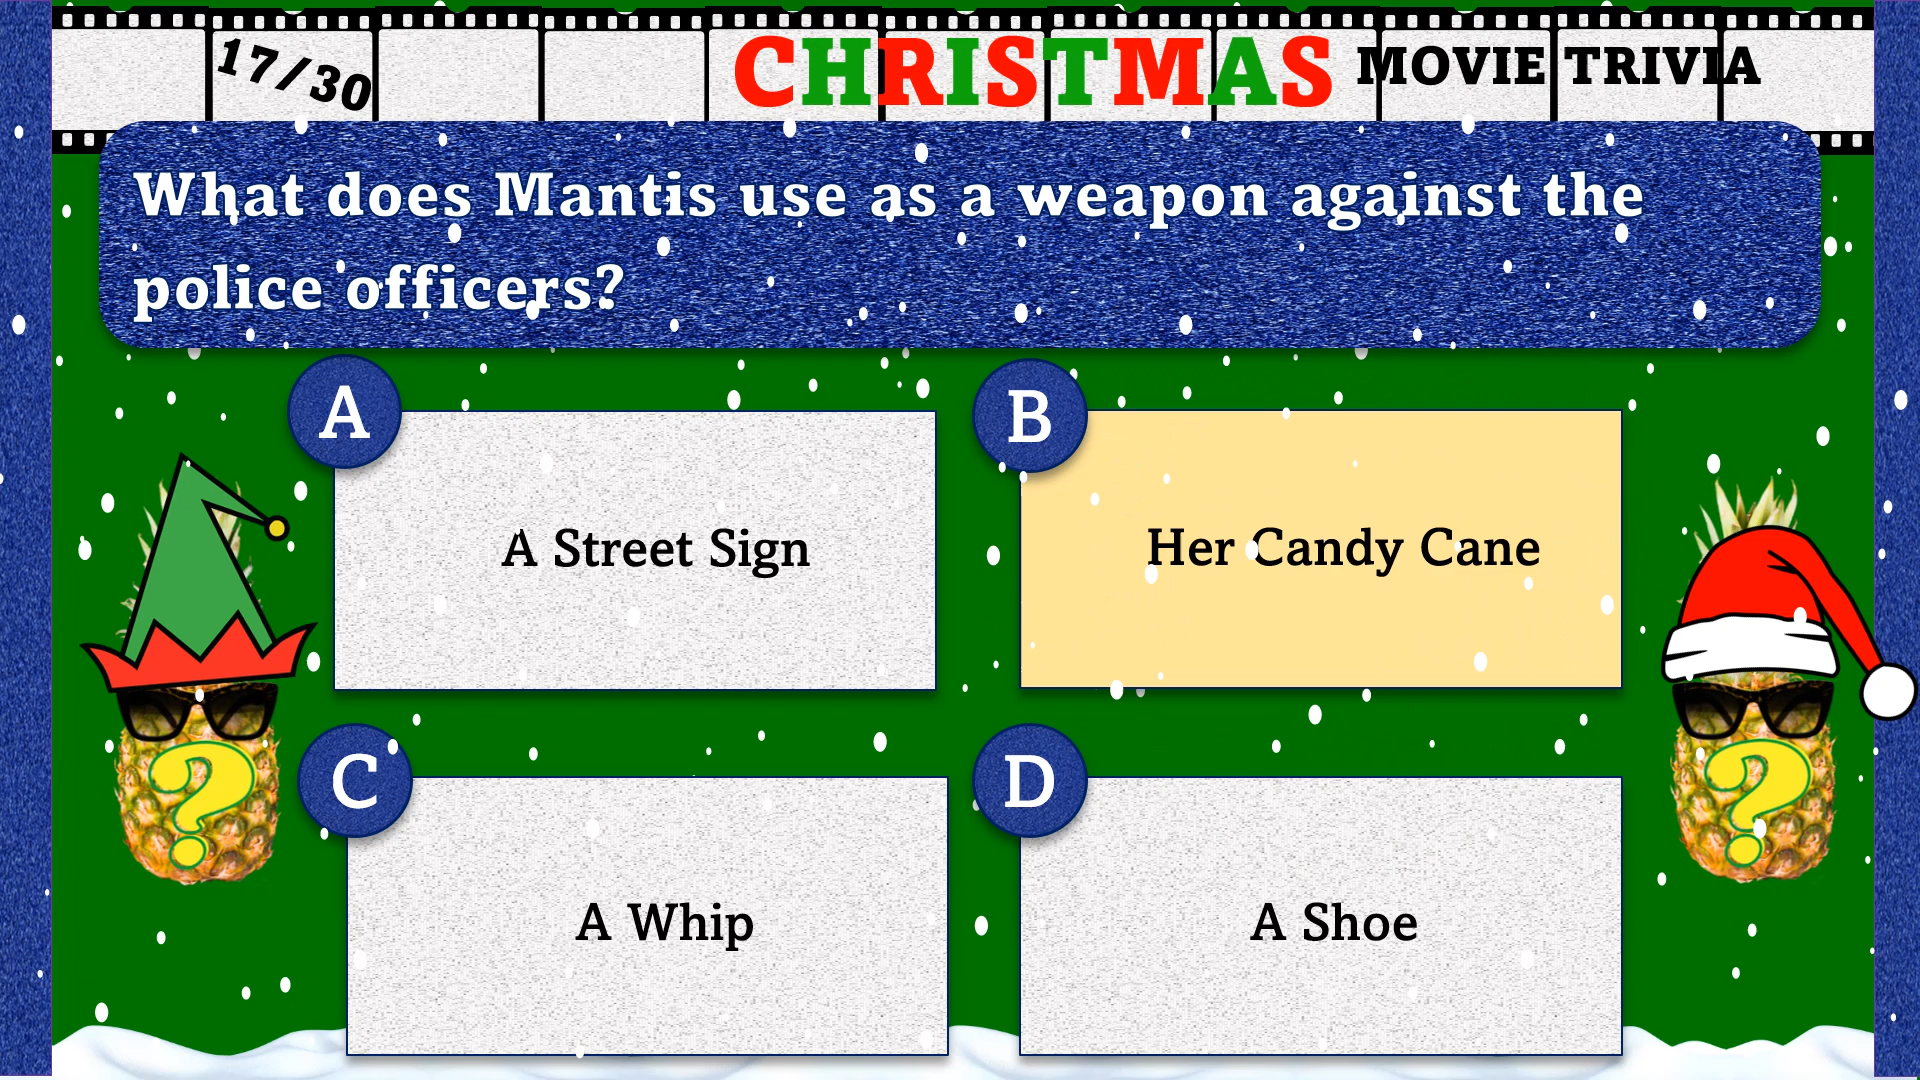 17/30
CHRISTMAS MOVIE TRIVIA
What does Mantis use as a weapon against the
police officers?
A
A Street Sign
B
Her Candy Cane
C
A Whip
D
A Shoe
?
?